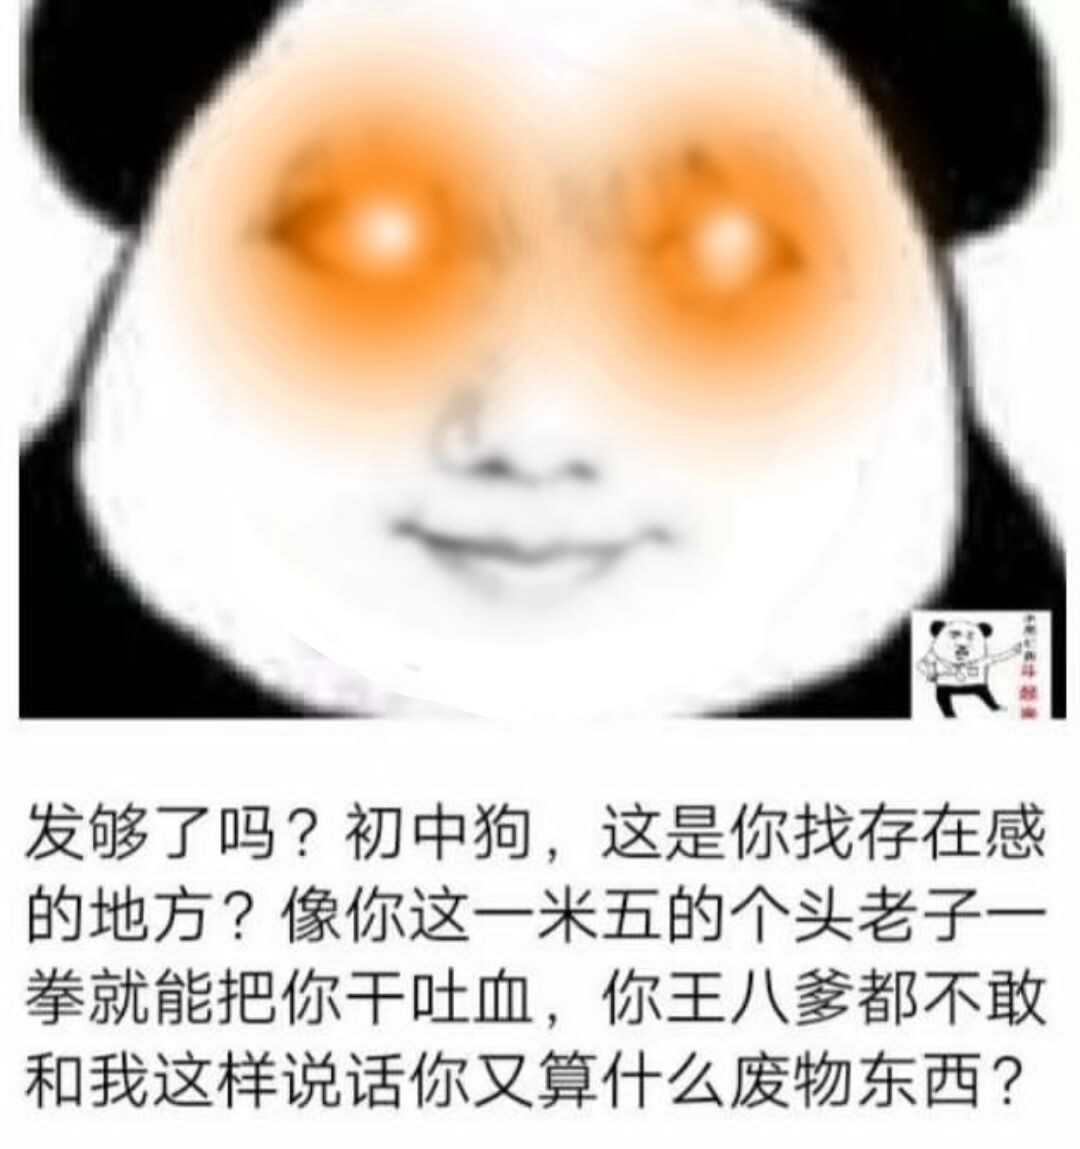 发够了吗？初中狗，这是你找存在感
的地方？像你这一米五的个头老子一
拳就能把你干吐血，你王八爹都不敢
和我这样说话你又算什么废物东西？